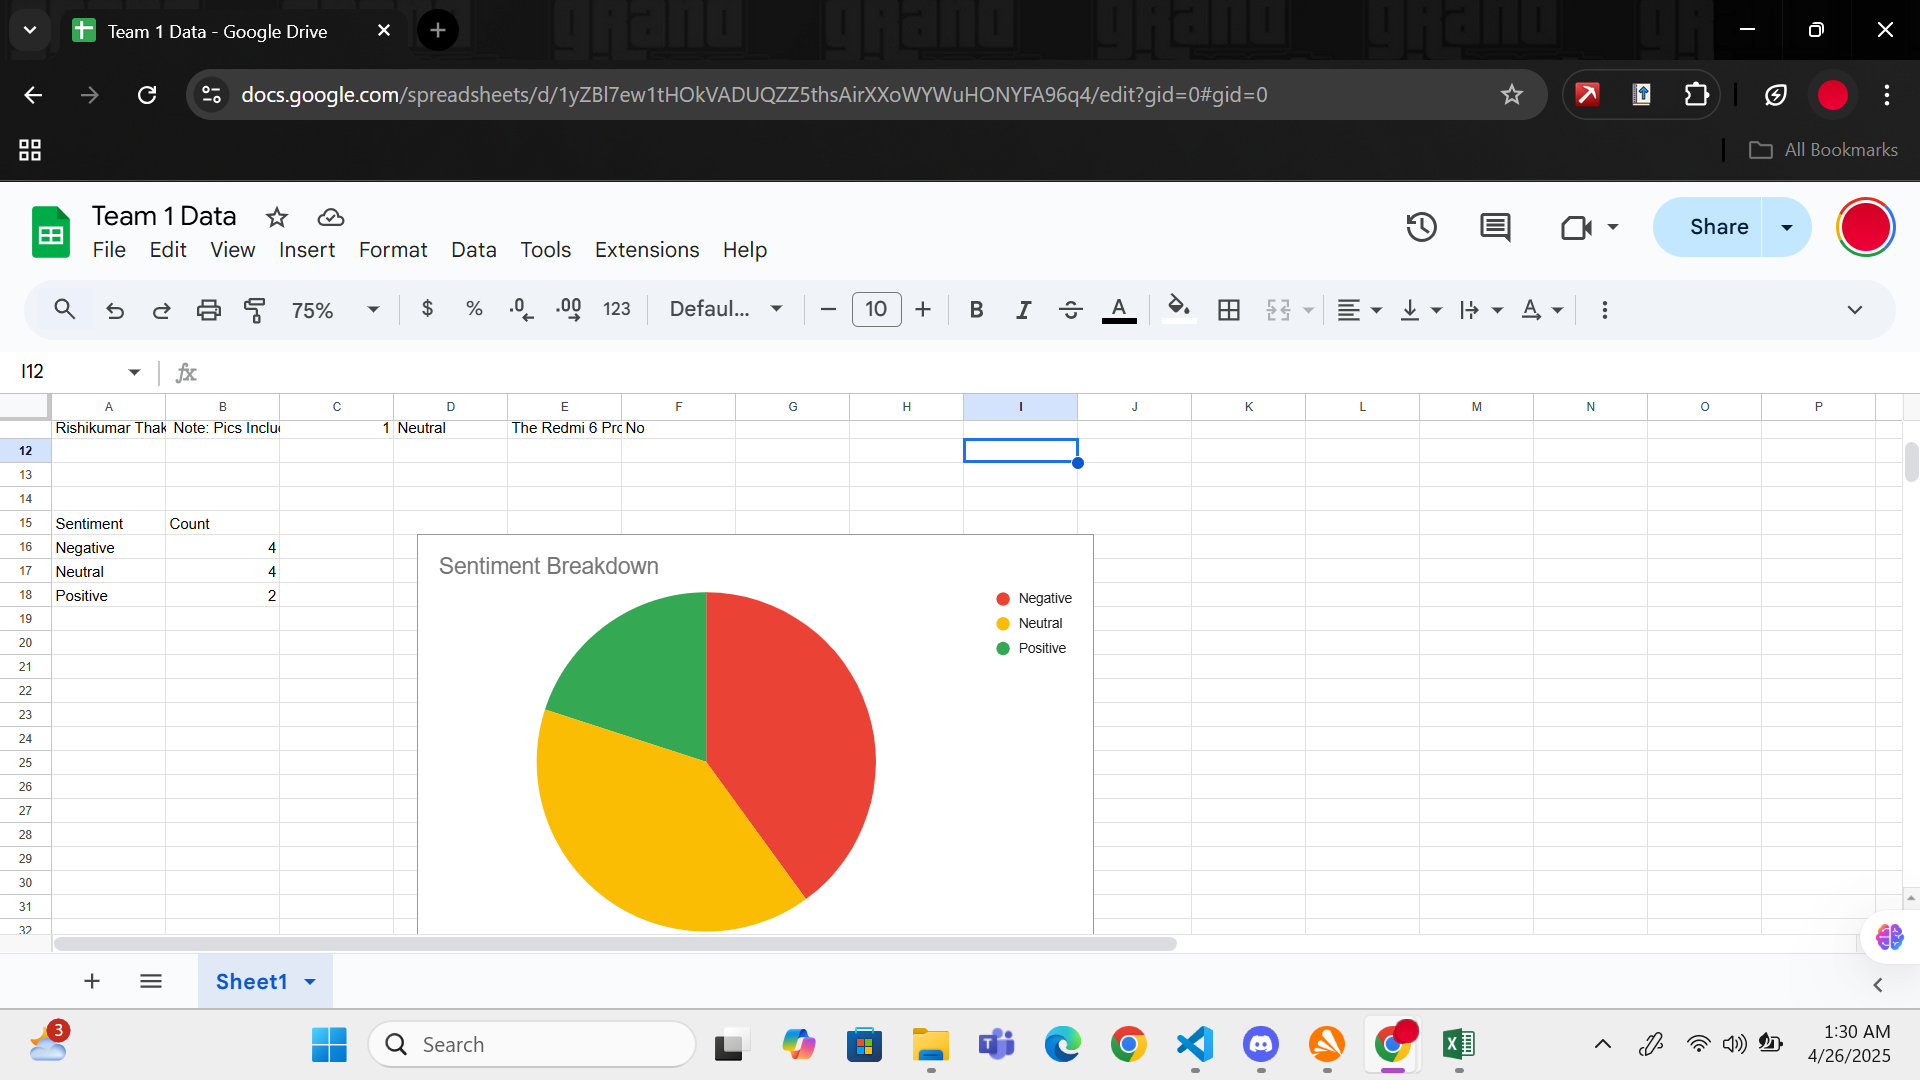 Team 1 Data - Google Drive
docs.google.com/spreadsheets/d/1yZBl7ew1tHOkVADUQZZ5thsAirXXoWYWuHONYFA96q4/edit?gid=0#gid=0
All Bookmarks
Team 1 Data
File Edit View Insert Format Data Tools Extensions Help
Share
75% $ % .0 .00 123 Defaul... 10 B I A A
I12 fx
A B C D E F G H I J K L M N O P
Rishikumar Thak Note: Pics Inclu 1 Neutral The Redmi 6 Pro No
12
13
14
15 Sentiment Count
16 Negative 4
17 Neutral 4
18 Positive 2
19
20
21
22
23
24
25
26
27
28
29
30
31
32
Sentiment Breakdown
Negative
Neutral
Positive
Sheet1
3
Search
1:30 AM
4/26/2025